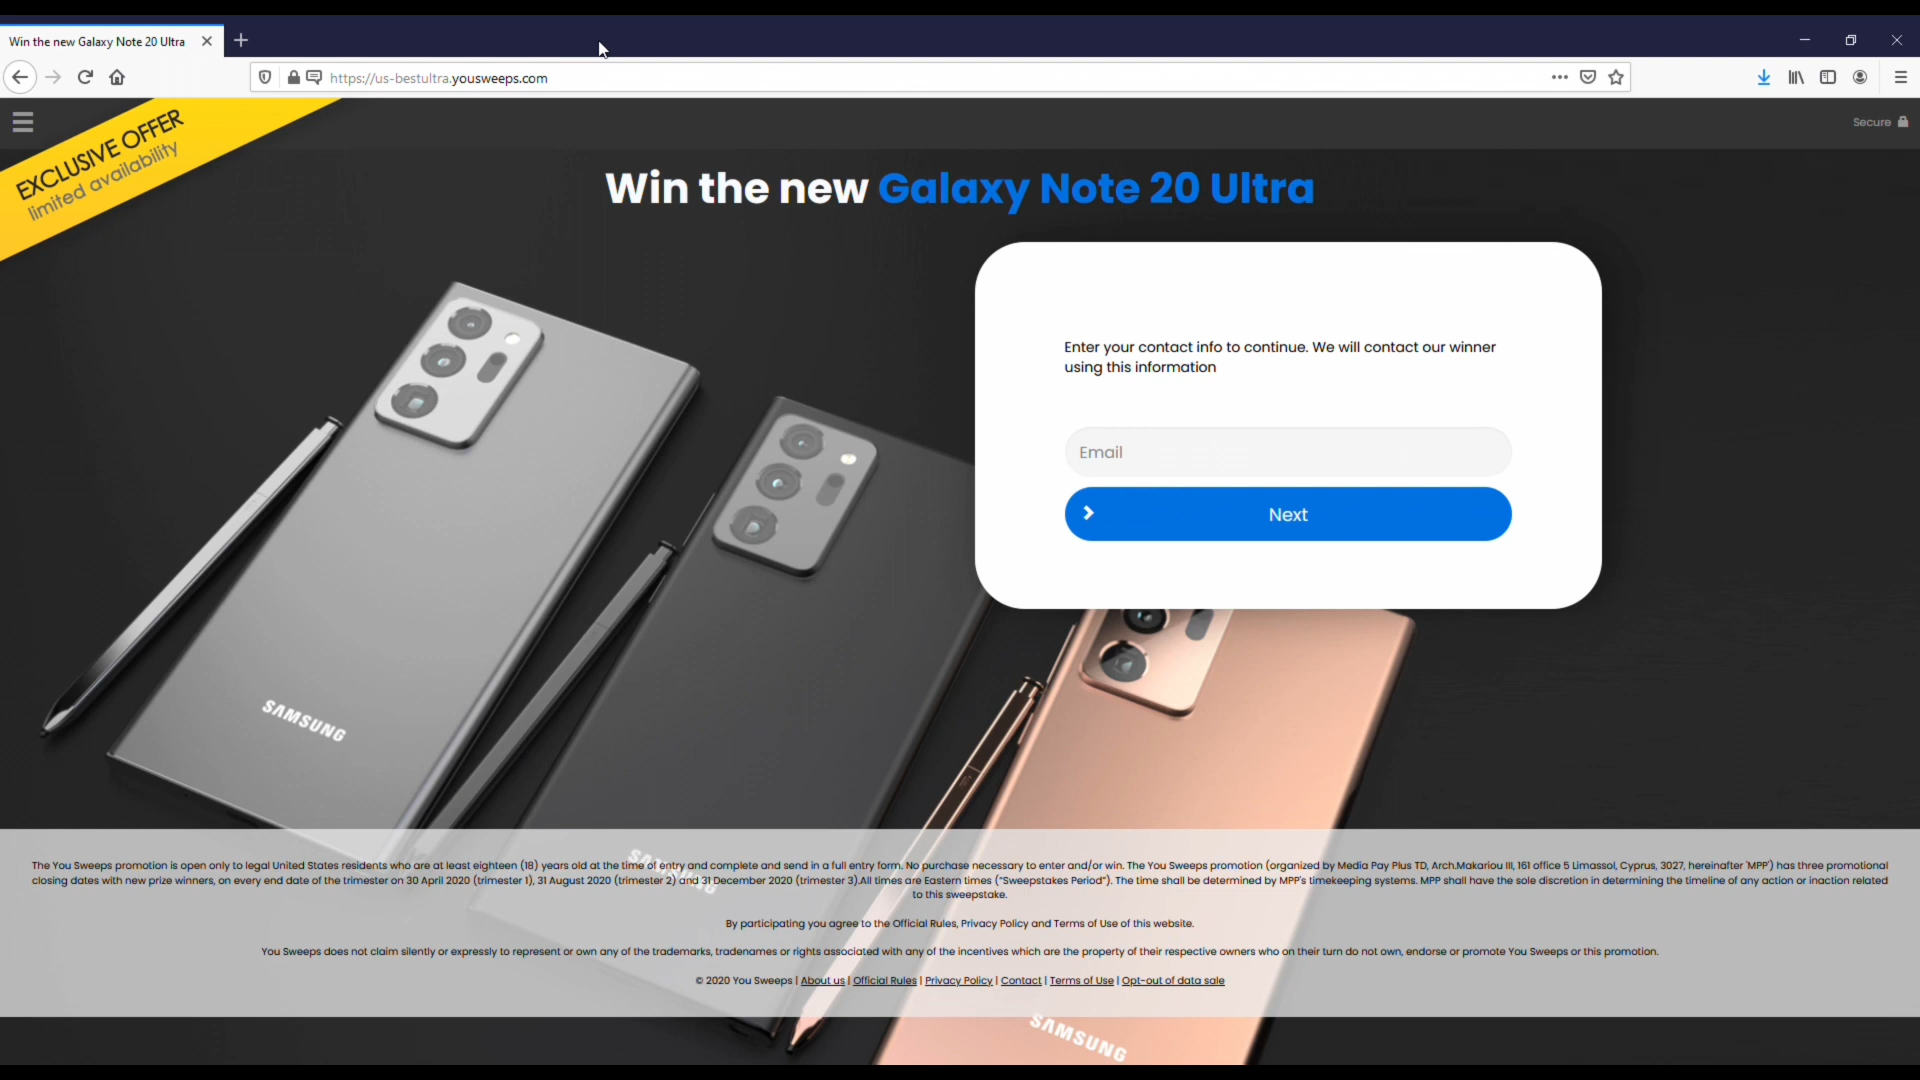 Win the new Galaxy Note 20 Ultra
https://us-bestultra.yousweeps.com
EXCLUSIVE OFFER
limited availability
Secure
Win the new Galaxy Note 20 Ultra
Enter your contact info to continue. We will contact our winner
using this information
Email
Next
SAMSUNG
SAMSUNG
The You Sweeps promotion is open only to legal United States residents who are at least eighteen (18) years old at the time of entry and complete and send in a full entry form. No purchase necessary to enter and/or win. The You Sweeps promotion (organized by Media Pay Plus TD, Arch.Makariou III, 161 office 5 Limassol, Cyprus, 3027, hereinafter 'MPP') has three promotional
closing dates with new prize winners, on every end date of the trimester on 30 April 2020 (trimester 1), 31 August 2020 (trimester 2) and 31 December 2020 (trimester 3).All times are Eastern times (“Sweepstakes Period”). The time shall be determined by MPP's timekeeping systems. MPP shall have the sole discretion in determining the timeline of any action or inaction related
to this sweepstake.
By participating you agree to the Official Rules, Privacy Policy and Terms of Use of this website.
You Sweeps does not claim silently or expressly to represent or own any of the trademarks, tradenames or rights associated with any of the incentives which are the property of their respective owners who on their turn do not own, endorse or promote You Sweeps or this promotion.
© 2020 You Sweeps | About us | Official Rules | Privacy Policy | Contact | Terms of Use | Opt-out of data sale
SAMSUNG